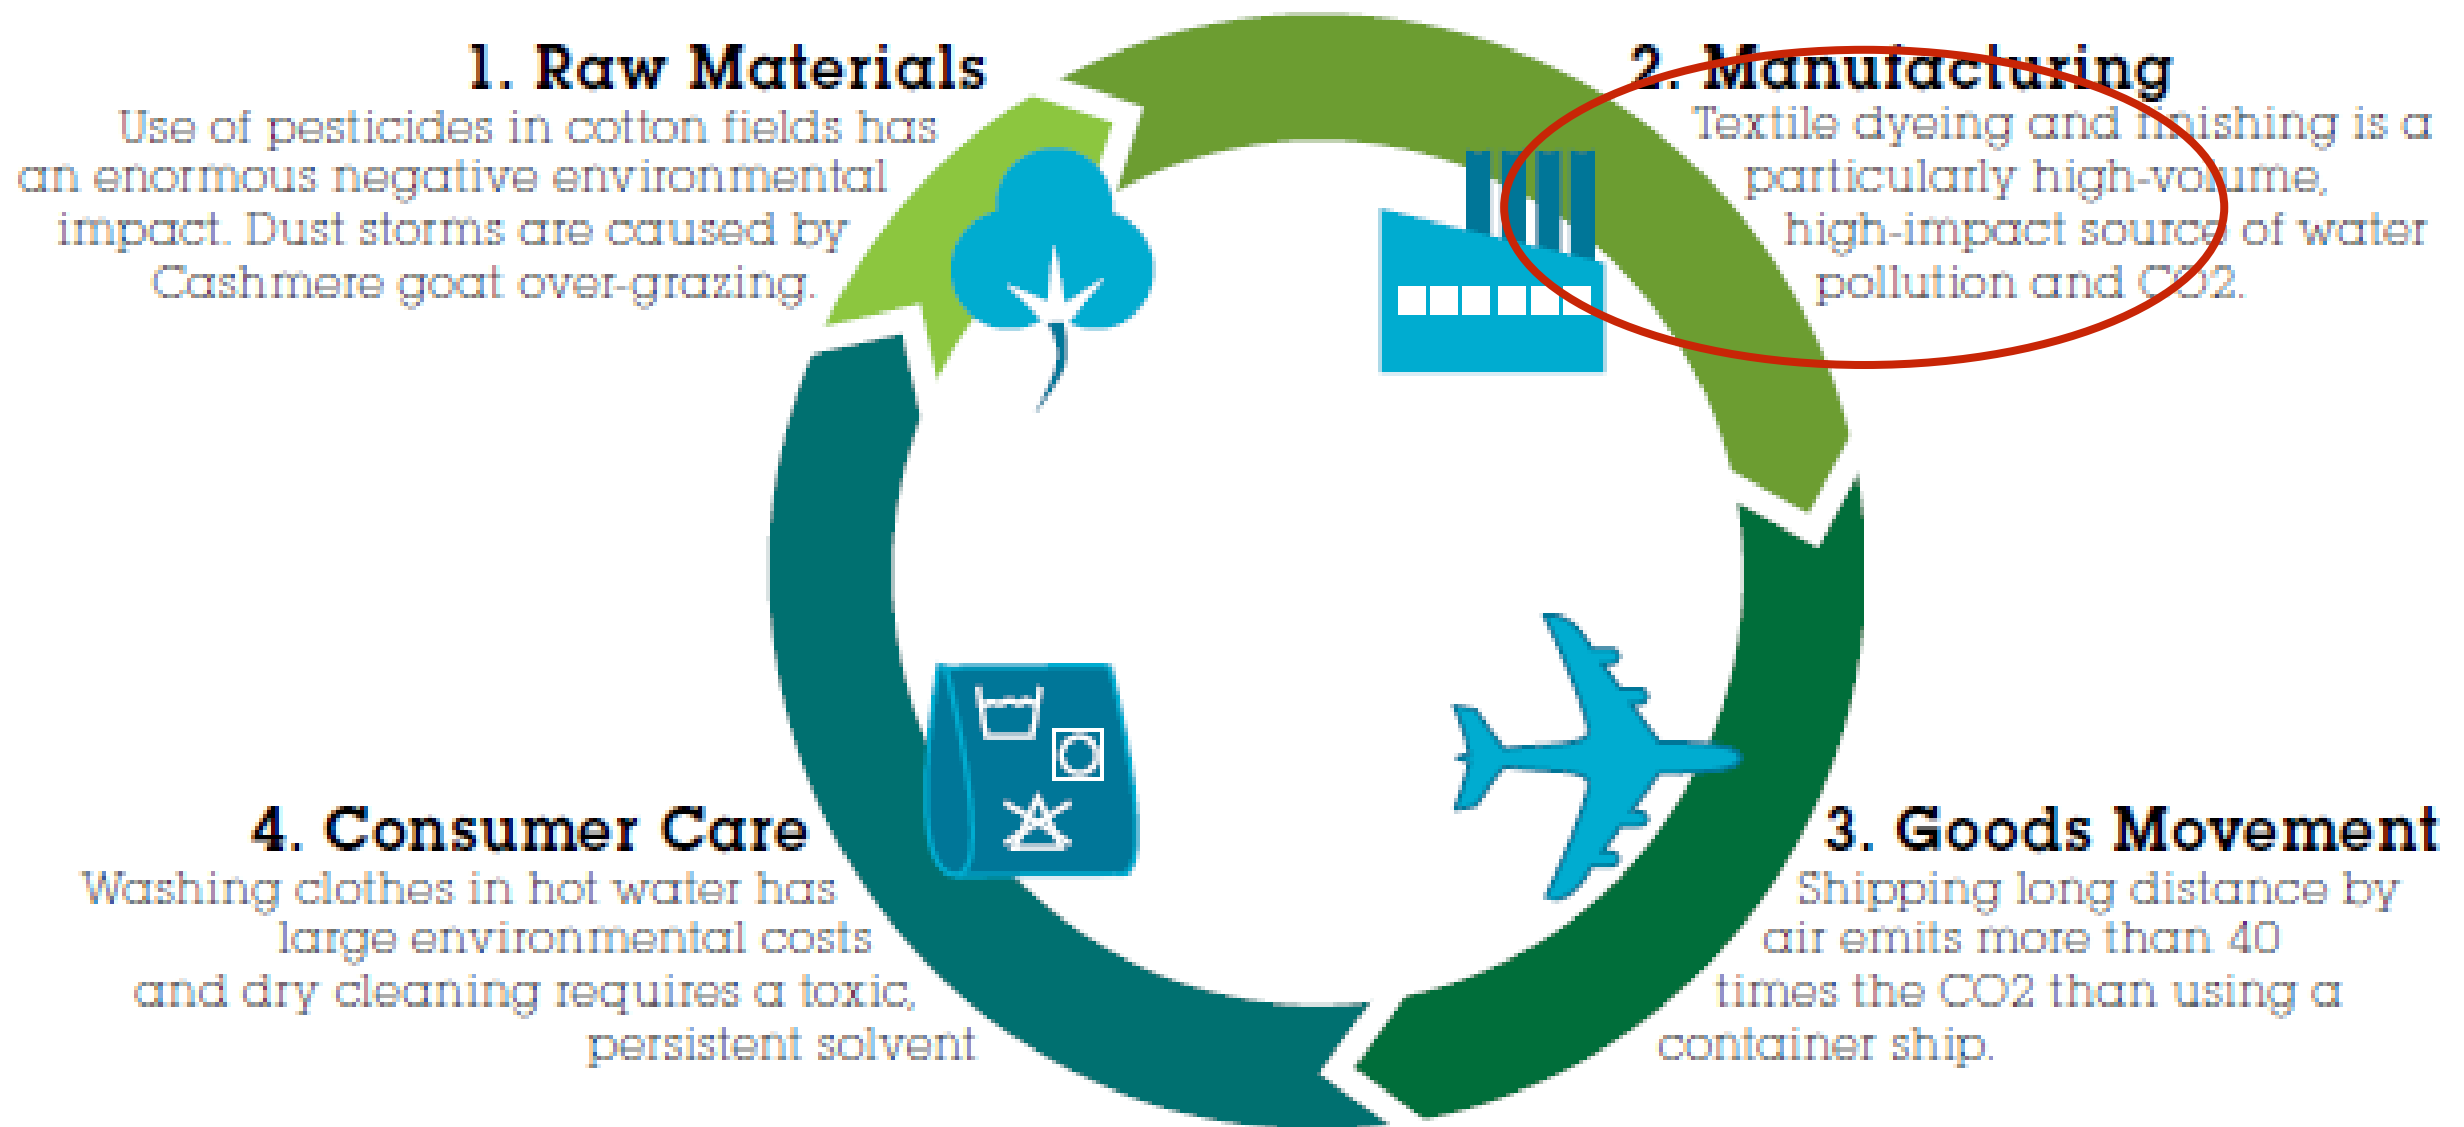 1. Raw Materials
Use of pesticides in cotton fields has
an enormous negative environmental
impact. Dust storms are caused by
Cashmere goat over-grazing.
2. Manufacturing
Textile dyeing and finishing is a
particularly high-volume,
high-impact source of water
pollution and CO2.
3. Goods Movement
Shipping long distance by
air emits more than 40
times the CO2 than using a
container ship.
4. Consumer Care
Washing clothes in hot water has
large environmental costs
and dry cleaning requires a toxic,
persistent solvent